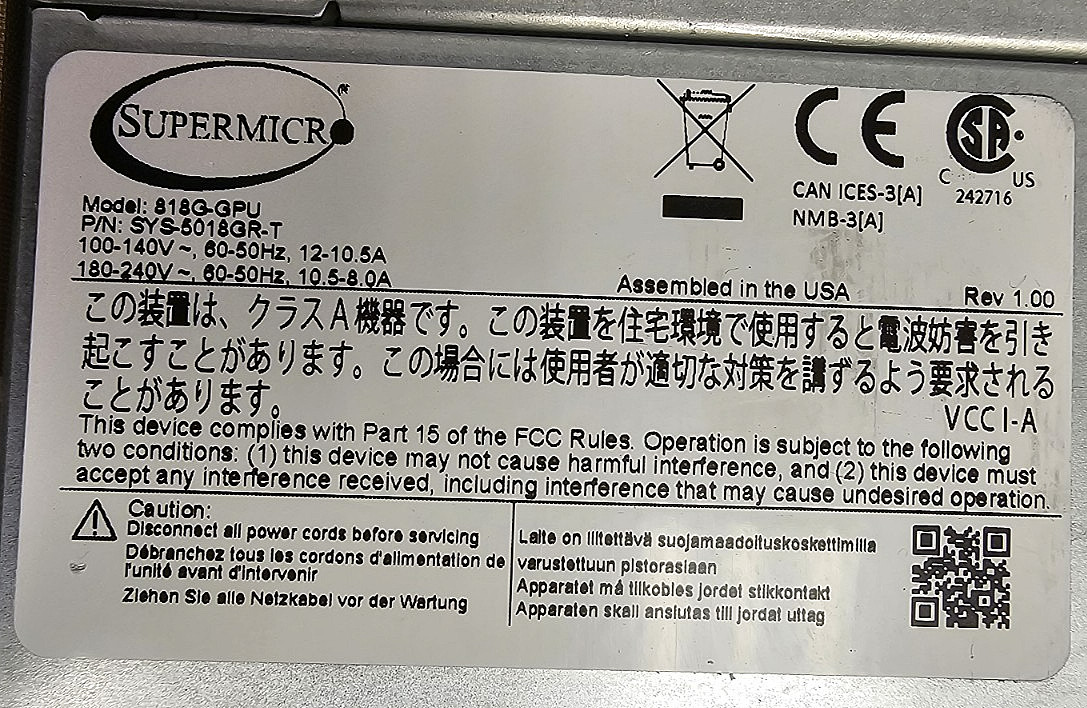 SUPERMICR
CE
CSA
C US
242716
CAN ICES-3[A]
NMB-3[A]
Model: 818G-GPU
P/N: SYS-5018GR-T
100-140V ~, 60-50Hz, 12-10.5A
180-240V ~, 60-50Hz, 10.5-8.0A
Assembled in the USA
Rev 1.00
この装置は、クラスA機器です。この装置を住宅環境で使用すると電波妨害を引き
起こすことがあります。この場合には使用者が適切な対策を講ずるよう要求される
ことがあります。
VCCI-A
This device complies with Part 15 of the FCC Rules. Operation is subject to the following
two conditions: (1) this device may not cause harmful interference, and (2) this device must
accept any interference received, including interference that may cause undesired operation.
Caution:
Disconnect all power cords before servicing
Débranchez tous les cordons d'alimentation de
l'unité avant d'intervenir
Ziehen Sie alle Netzkabel vor der Wartung
Laite on liitettävä suojamaadoituskoskettimilla
varustettuun pistorasiaan
Apparatet må tilkobles jordet stikkontakt
Apparaten skall anslutas till jordat uttag